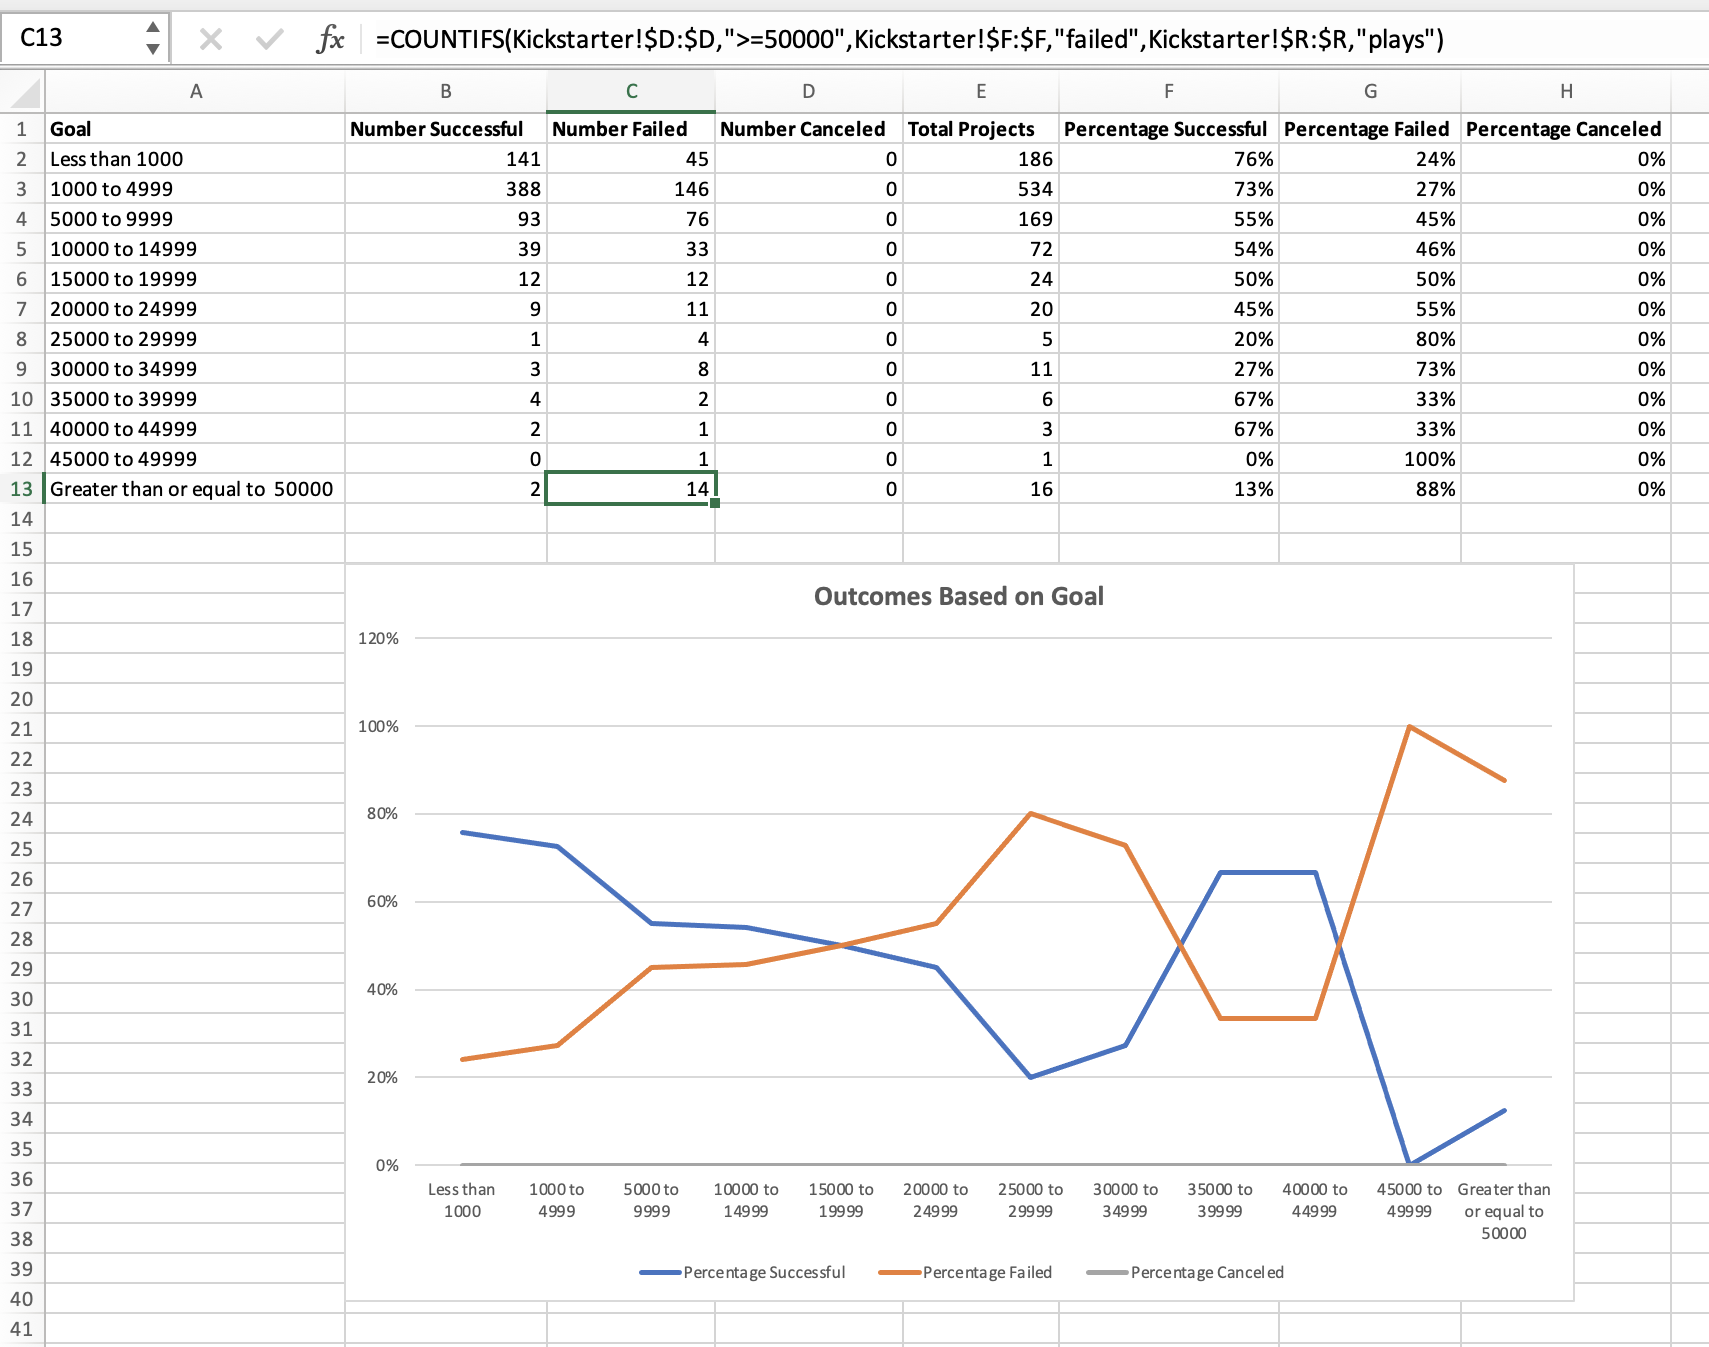 C13 fx =COUNTIFS(Kickstarter!$D:$D,">=50000",Kickstarter!$F:$F,"failed",Kickstarter!$R:$R,"plays")
A B C D E F G H
1 Goal Number Successful Number Failed Number Canceled Total Projects Percentage Successful Percentage Failed Percentage Canceled
2 Less than 1000 141 45 0 186 76% 24% 0%
3 1000 to 4999 388 146 0 534 73% 27% 0%
4 5000 to 9999 93 76 0 169 55% 45% 0%
5 10000 to 14999 39 33 0 72 54% 46% 0%
6 15000 to 19999 12 12 0 24 50% 50% 0%
7 20000 to 24999 9 11 0 20 45% 55% 0%
8 25000 to 29999 1 4 0 5 20% 80% 0%
9 30000 to 34999 3 8 0 11 27% 73% 0%
10 35000 to 39999 4 2 0 6 67% 33% 0%
11 40000 to 44999 2 1 0 3 67% 33% 0%
12 45000 to 49999 0 1 0 1 0% 100% 0%
13 Greater than or equal to 50000 2 14 0 16 13% 88% 0%
14
15
16
17
18
19
20
21
22
23
24
25
26
27
28
29
30
31
32
33
34
35
36
37
38
39
40
41
Outcomes Based on Goal
120%
100%
80%
60%
40%
20%
0%
Less than 1000 to 5000 to 10000 to 15000 to 20000 to 25000 to 30000 to 35000 to 40000 to 45000 to Greater than
1000 4999 9999 14999 19999 24999 29999 34999 39999 44999 49999 or equal to
50000
Percentage Successful Percentage Failed Percentage Canceled